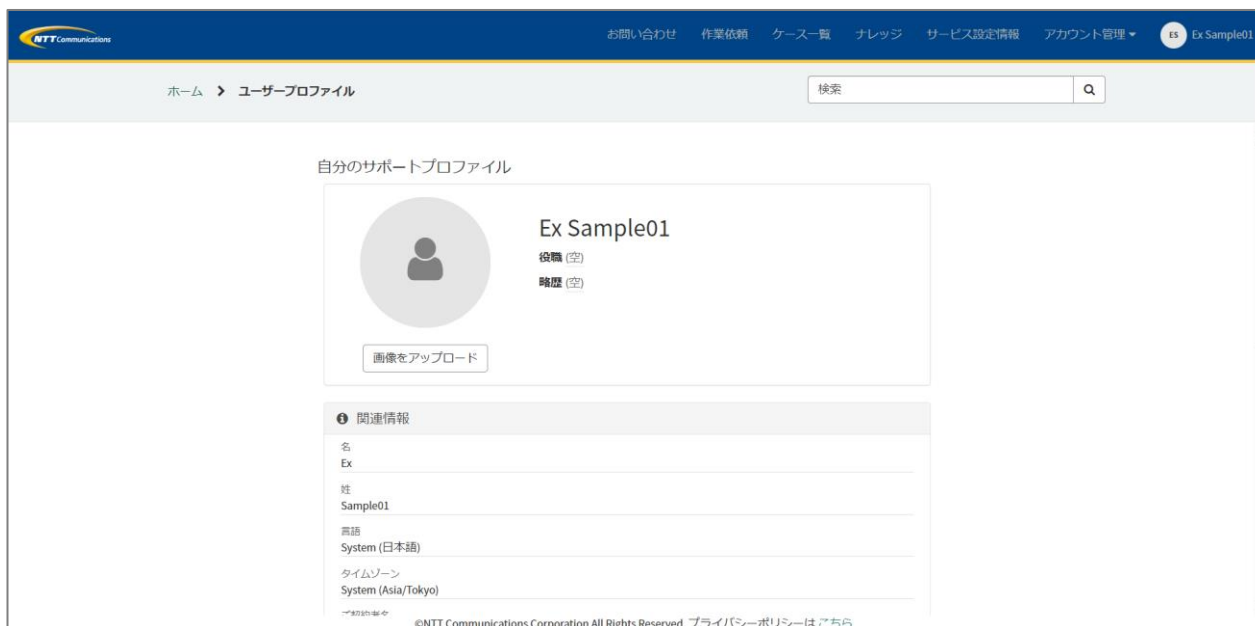 NTT Communications
お問い合わせ 作業依頼 ケース一覧 ナレッジ サービス設定情報 アカウント管理 ES Ex Sample01
ホーム > ユーザープロファイル 検索
自分のサポートプロファイル
Ex Sample01
役職 (空)
略歴 (空)
画像をアップロード
関連情報
名
Ex
姓
Sample01
言語
System (日本語)
タイムゾーン
System (Asia/Tokyo)
ご契約者名
©NTT Communications Corporation All Rights Reserved. プライバシーポリシーは こちら